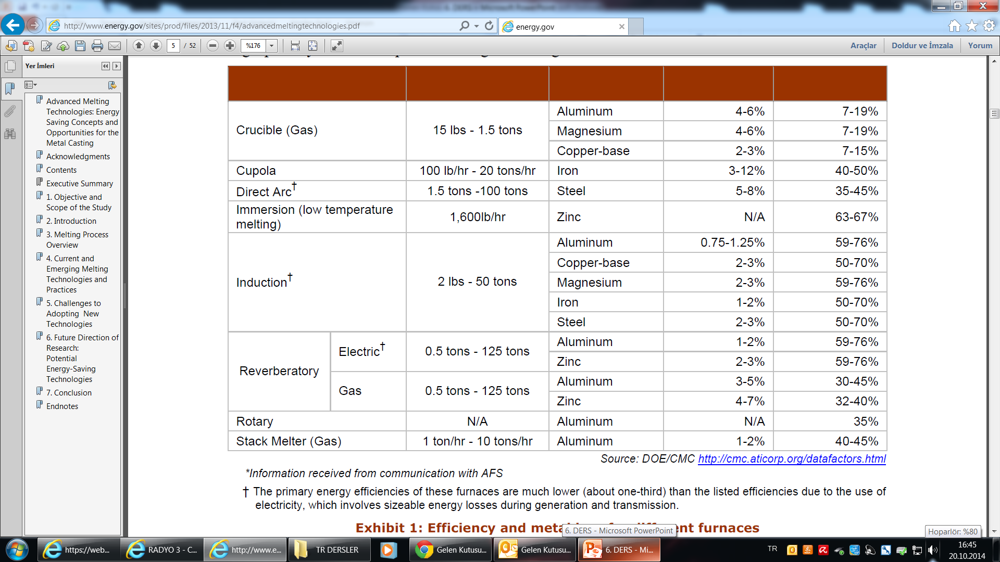 http://www.energy.gov/sites/prod/files/2013/11/f4/advancedmeltingtechnologies.pdf
energy.gov
5 / 52
%176
Araçlar
Doldur ve İmzala
Yorum
Yer İmleri
Advanced Melting
Technologies: Energy
Saving Concepts and
Opportunities for the
Metal Casting
Acknowledgments
Contents
Executive Summary
1. Objective and
Scope of the Study
2. Introduction
3. Melting Process
Overview
4. Current and
Emerging Melting
Technologies and
Practices
5. Challenges to
Adopting New
Technologies
6. Future Direction of
Research:
Potential
Energy-Saving
Technologies
7. Conclusion
Endnotes
Crucible (Gas) 15 lbs - 1.5 tons
Aluminum 4-6% 7-19%
Magnesium 4-6% 7-19%
Copper-base 2-3% 7-15%
Cupola 100 lb/hr - 20 tons/hr Iron 3-12% 40-50%
Direct Arc† 1.5 tons -100 tons Steel 5-8% 35-45%
Immersion (low temperature
melting) 1,600lb/hr Zinc N/A 63-67%
Induction† 2 lbs - 50 tons
Aluminum 0.75-1.25% 59-76%
Copper-base 2-3% 50-70%
Magnesium 2-3% 59-76%
Iron 1-2% 50-70%
Steel 2-3% 50-70%
Reverberatory
Electric† 0.5 tons - 125 tons
Aluminum 1-2% 59-76%
Zinc 2-3% 59-76%
Gas 0.5 tons - 125 tons
Aluminum 3-5% 30-45%
Zinc 4-7% 32-40%
Rotary N/A Aluminum N/A 35%
Stack Melter (Gas) 1 ton/hr - 10 tons/hr Aluminum 1-2% 40-45%
Source: DOE/CMC http://cmc.aticorp.org/datafactors.html
*Information received from communication with AFS
† The primary energy efficiencies of these furnaces are much lower (about one-third) than the listed efficiencies due to the use of
electricity, which involves sizeable energy losses during generation and transmission.
Exhibit 1: Efficiency and furnaces
6. DERS - Microsoft PowerPoint
Hoparlör: %80
https://web...
RADYO 3 - C...
http://www.e...
TR DERSLER
Gelen Kutusu...
Gelen Kutusu...
6. DERS - Mi...
TR
16:45
20.10.2014